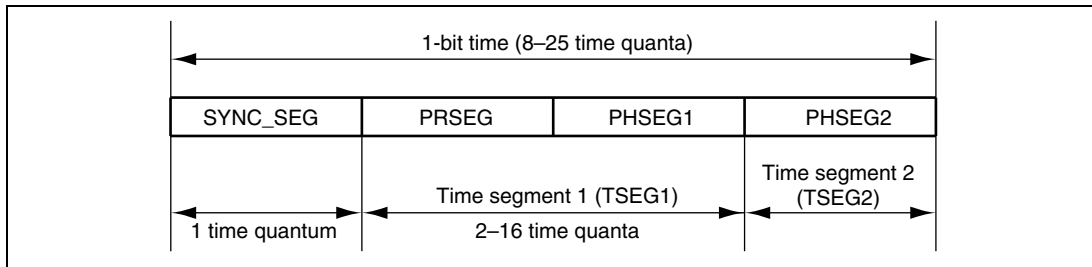 1-bit time (8–25 time quanta)
SYNC_SEG
PRSEG
PHSEG1
PHSEG2
Time segment 1 (TSEG1)
Time segment 2
(TSEG2)
1 time quantum
2–16 time quanta